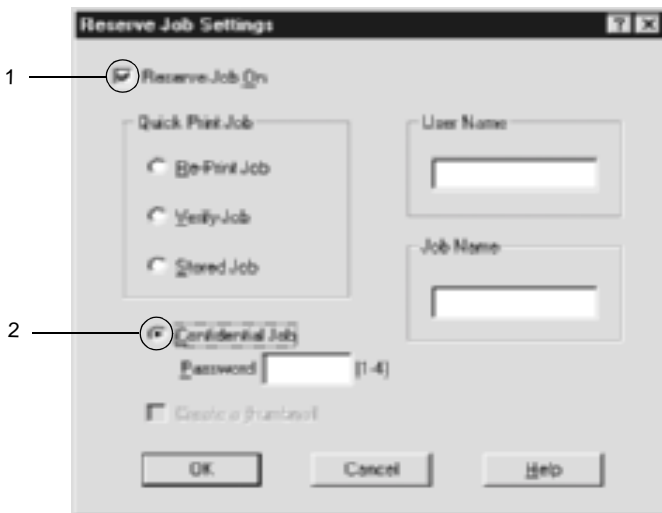 Reserve Job Settings
1
Reserve Job On
Quick Print Job
Re-Print Job
Verify Job
Stored Job
User Name
Job Name
2
Confidential Job
Password (1-4)
Create a thumbnail
OK
Cancel
Help